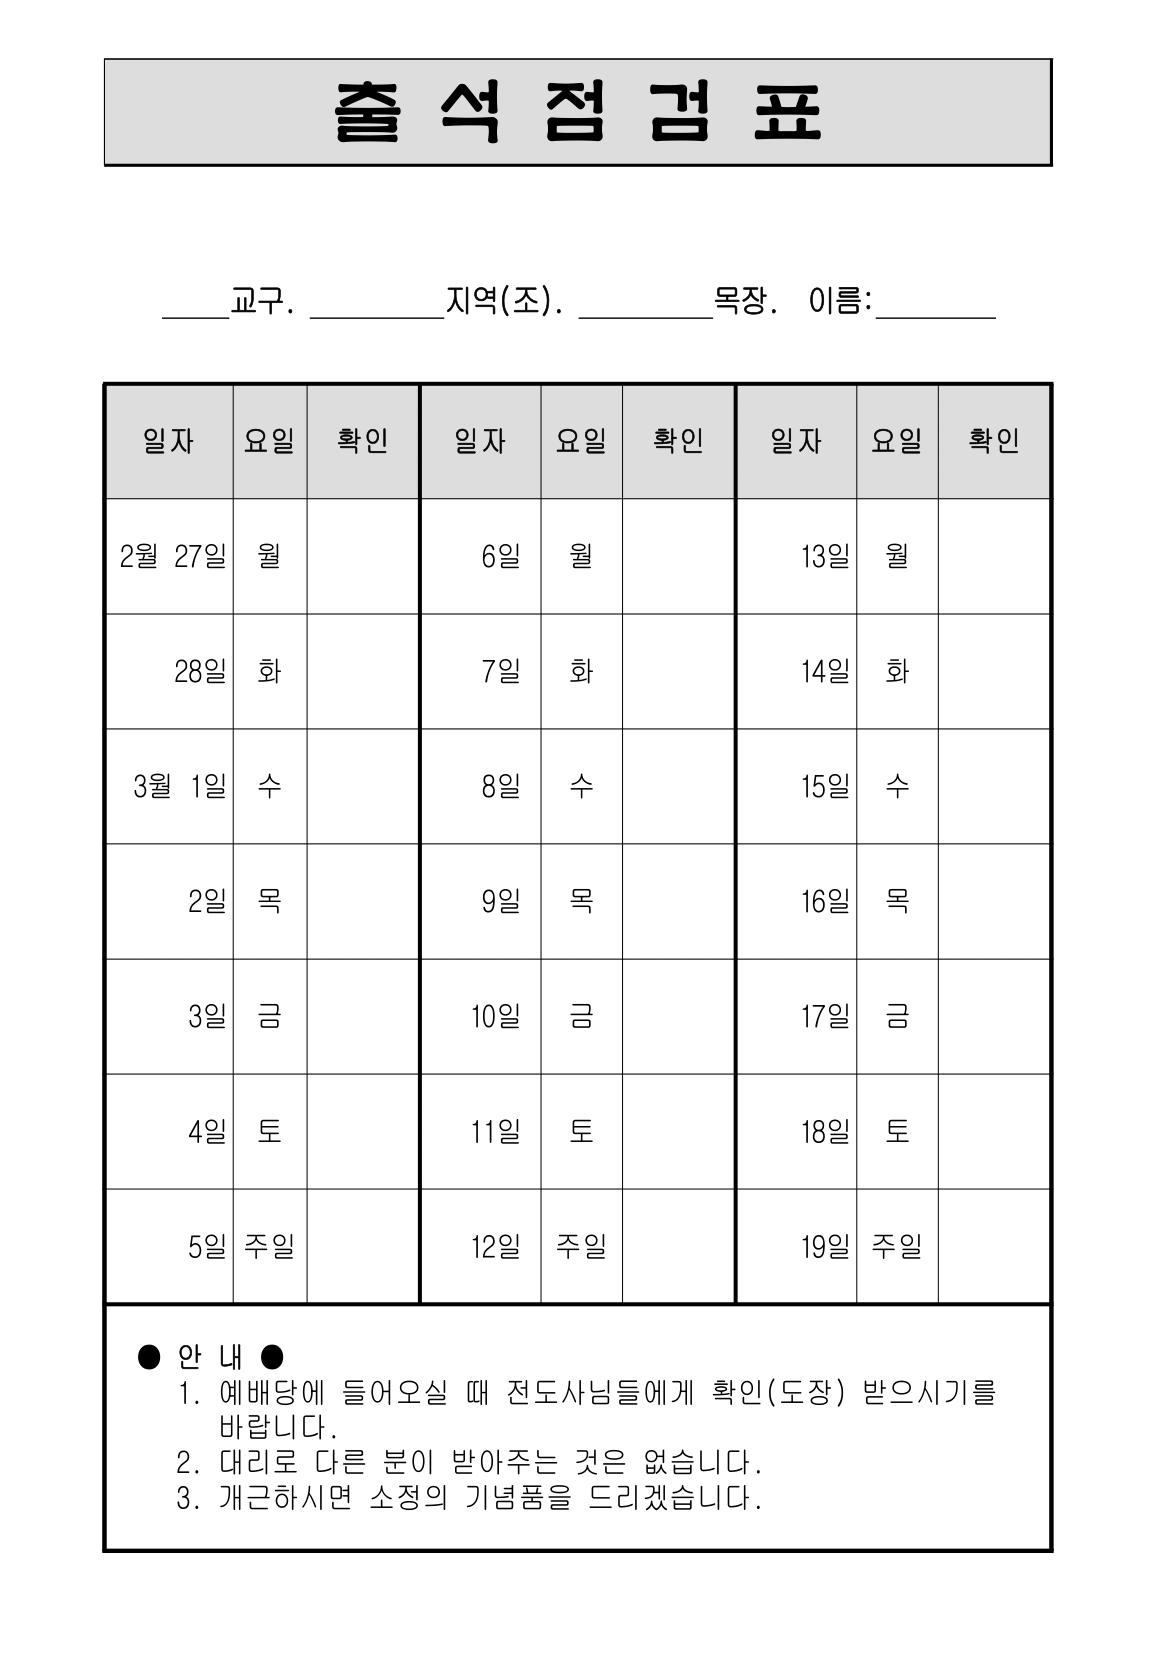 출 석 점 검 표
____교구. ________지역(조). ________목장. 이름:_______
일자 요일 확인 일자 요일 확인 일자 요일 확인
2월 27일 월 6일 월 13일 월
28일 화 7일 화 14일 화
3월 1일 수 8일 수 15일 수
2일 목 9일 목 16일 목
3일 금 10일 금 17일 금
4일 토 11일 토 18일 토
5일 주일 12일 주일 19일 주일
● 안 내 ●
1. 예배당에 들어오실 때 전도사님들에게 확인(도장) 받으시기를
바랍니다.
2. 대리로 다른 분이 받아주는 것은 없습니다.
3. 개근하시면 소정의 기념품을 드리겠습니다.